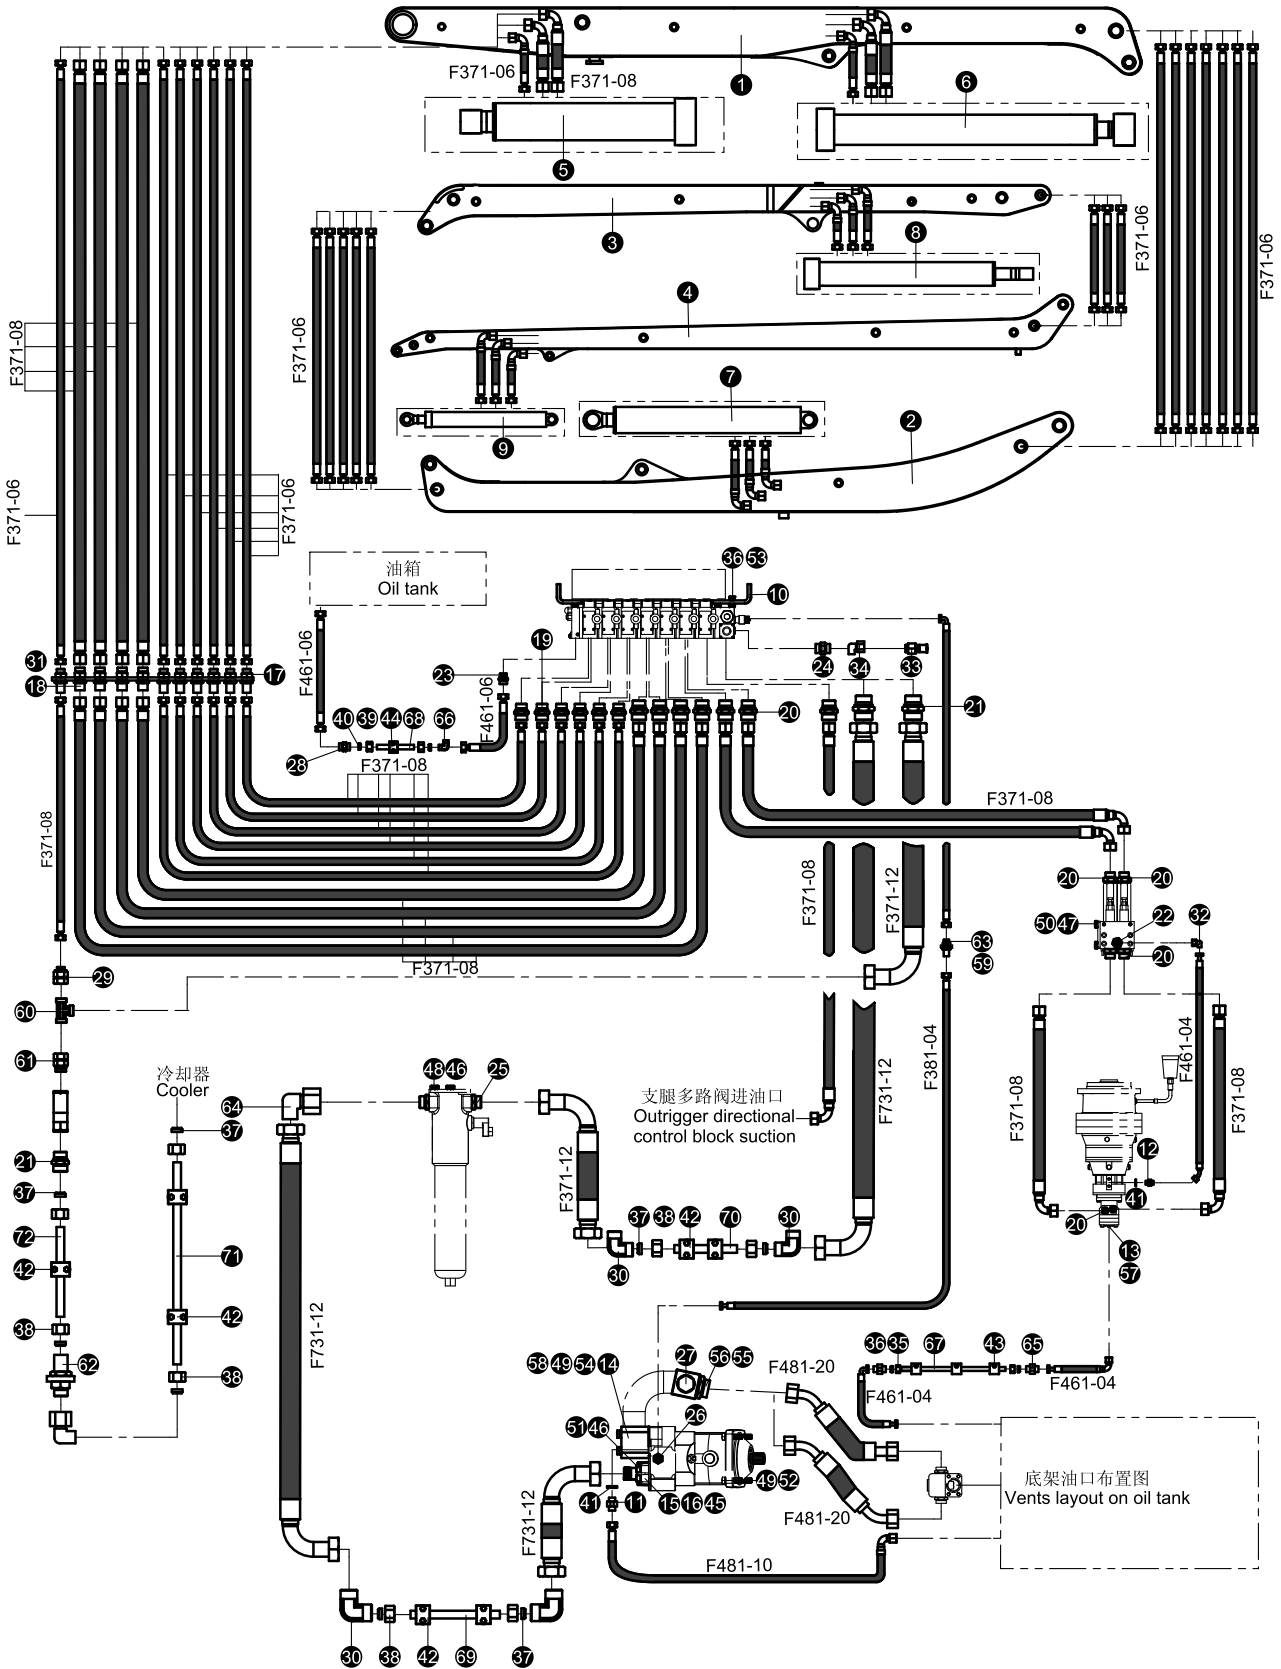 F371-06
F371-08
1
6
5
3
8
F371-06
F371-06
4
F371-08
F371-06
7
9
2
F371-06
F371-06
油箱
Oil tank
36 53
10
F461-06
19
31
18
17
23
24 34 33
F461-06
40 39 44 68 66
28
20
21
F371-08
F371-08
F371-08
F371-08
F371-12
20 20
50 47
22 32
20
63
59
F371-08
29
60
61
冷却器
Cooler
48 46 25
64
37
支腿多路阀进油口
Outrigger directional
control block suction
F381-04
F731-12
F461-04
F371-08
F371-08
12
41
20
13
57
21
37
72
42
71
42
38
62
38
F371-12
37 38 42 70 30
30
F731-12
58 49 54 14
27
56 55
F481-20
36 35 67 43 65
F461-04
F461-04
51 46
26
49 52
41 11
15 16 45
F481-20
底架油口布置图
Vents layout on oil tank
F731-12
F481-10
30 38 42 69 37